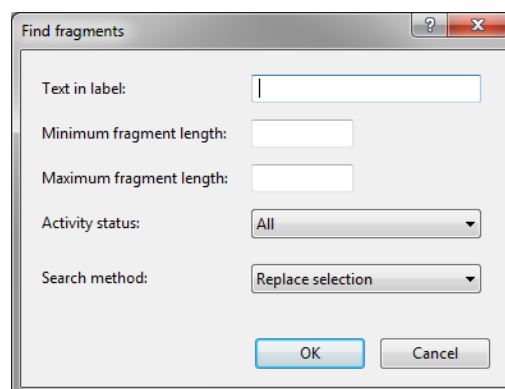 Find fragments
?
Text in label:
Minimum fragment length:
Maximum fragment length:
Activity status: All
Search method: Replace selection
OK Cancel